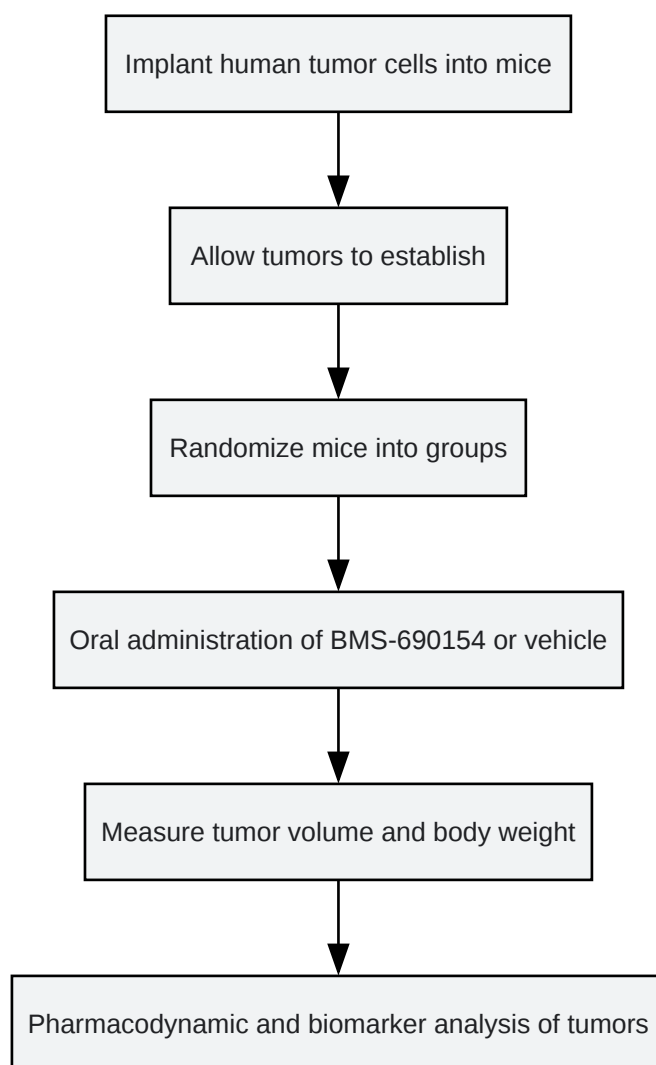 Implant human tumor cells into mice
Allow tumors to establish
Randomize mice into groups
Oral administration of BMS-690154 or vehicle
Measure tumor volume and body weight
Pharmacodynamic and biomarker analysis of tumors